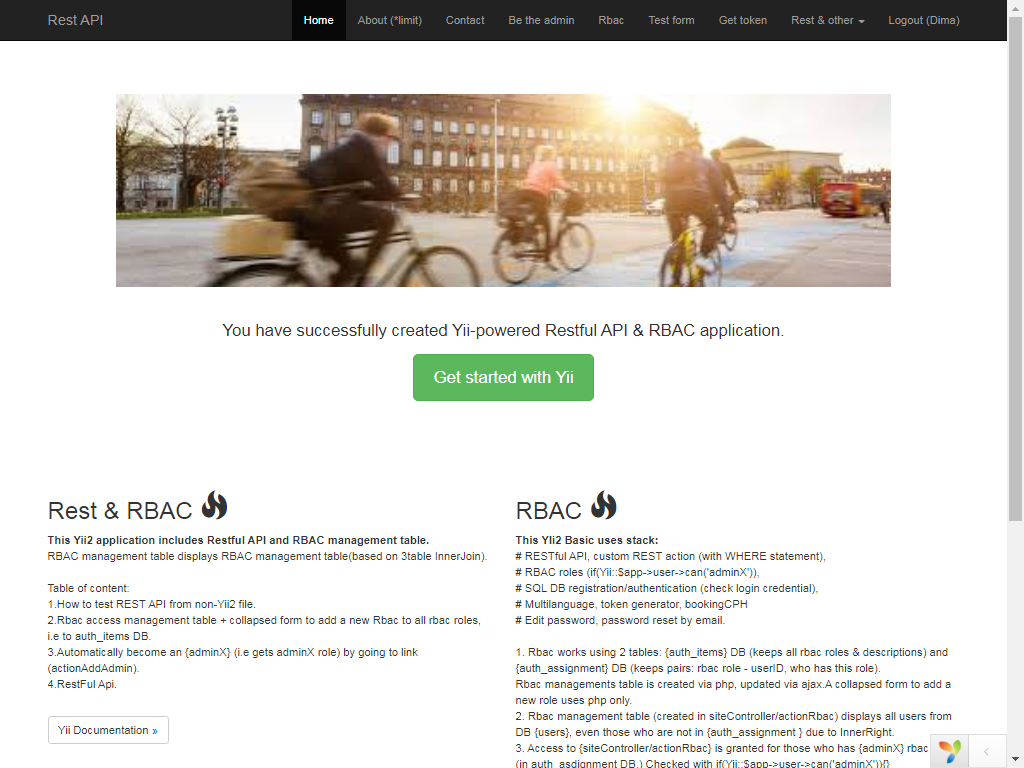 Rest API
Home
About (*limit)
Contact
Be the admin
Rbac
Test form
Get token
Rest & other
Logout (Dima)
You have successfully created Yii-powered Restful API & RBAC application.
Get started with Yii
Rest & RBAC
This Yii2 application includes Restful API and RBAC management table.
RBAC management table displays RBAC management table(based on 3table InnerJoin).
Table of content:
1.How to test REST API from non-Yii2 file.
2.Rbac access management table + collapsed form to add a new Rbac to all rbac roles,
i.e to auth_items DB.
3.Automatically become an {adminX} (i.e gets adminX role) by going to link
(actionAddAdmin).
4.RestFul Api.
Yii Documentation »
RBAC
This YIi2 Basic uses stack:
# RESTful API, custom REST action (with WHERE statement),
# RBAC roles (if(Yii::$app->user->can('adminX')),
# SQL DB registration/authentication (check login credential),
# Multilanguage, token generator, bookingCPH
# Edit password, password reset by email.
1. Rbac works using 2 tables: {auth_items} DB (keeps all rbac roles & descriptions) and
{auth_assignment} DB (keeps pairs: rbac role - userID, who has this role).
Rbac managements table is created via php, updated via ajax.A collapsed form to add a
new role uses php only.
2. Rbac management table (created in siteController/actionRbac) displays all users from
DB {users}, even those who are not in {auth_assignment } due to InnerRight.
3. Access to {siteController/actionRbac} is granted for those who has {adminX} rbac
(in auth_asdignment DB.) Checked with if(Yii::$app->user->can('adminX')){}